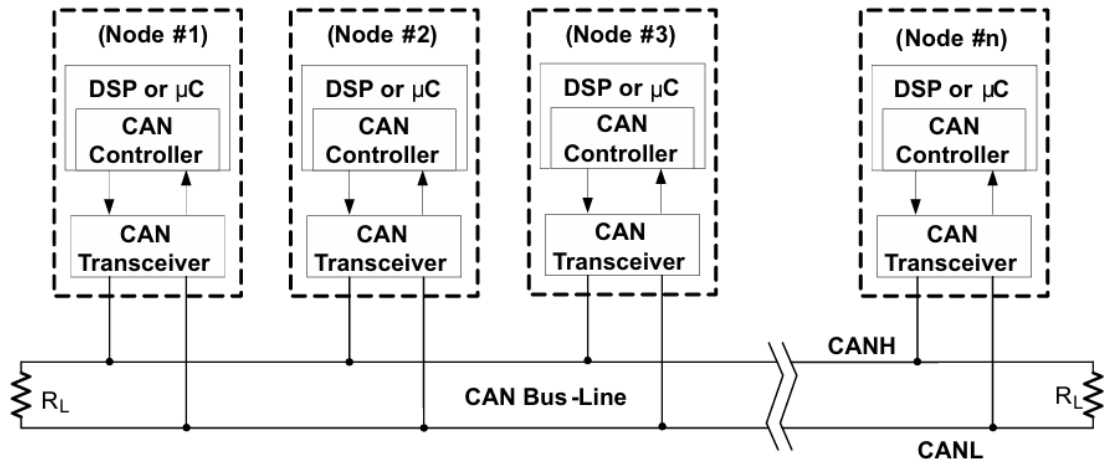 (Node #1)
DSP or µC
CAN
Controller
CAN
Transceiver
(Node #2)
DSP or µC
CAN
Controller
CAN
Transceiver
(Node #3)
DSP or µC
CAN
Controller
CAN
Transceiver
(Node #n)
DSP or µC
CAN
Controller
CAN
Transceiver
CANH
RL
CAN Bus-Line
RL
CANL